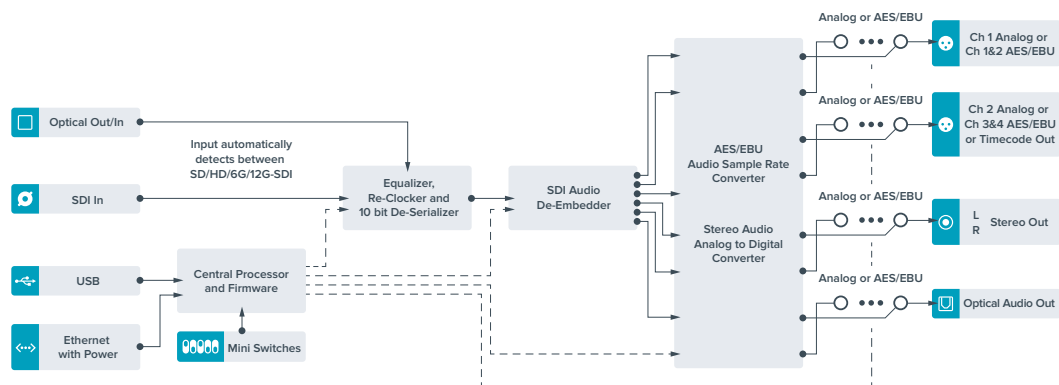 Analog or AES/EBU
Ch 1 Analog or
Ch 1&2 AES/EBU
Optical Out/In
Input automatically
detects between
SD/HD/6G/12G-SDI
Analog or AES/EBU
Ch 2 Analog or
Ch 3&4 AES/EBU
or Timecode Out
AES/EBU
Audio Sample Rate
Converter
SDI In
Equalizer,
Re-Clocker and
10 bit De-Serializer
SDI Audio
De-Embedder
Analog or AES/EBU
L
R
Stereo Out
Stereo Audio
Analog to Digital
Converter
USB
Central Processor
and Firmware
Analog or AES/EBU
Optical Audio Out
Ethernet
with Power
Mini Switches